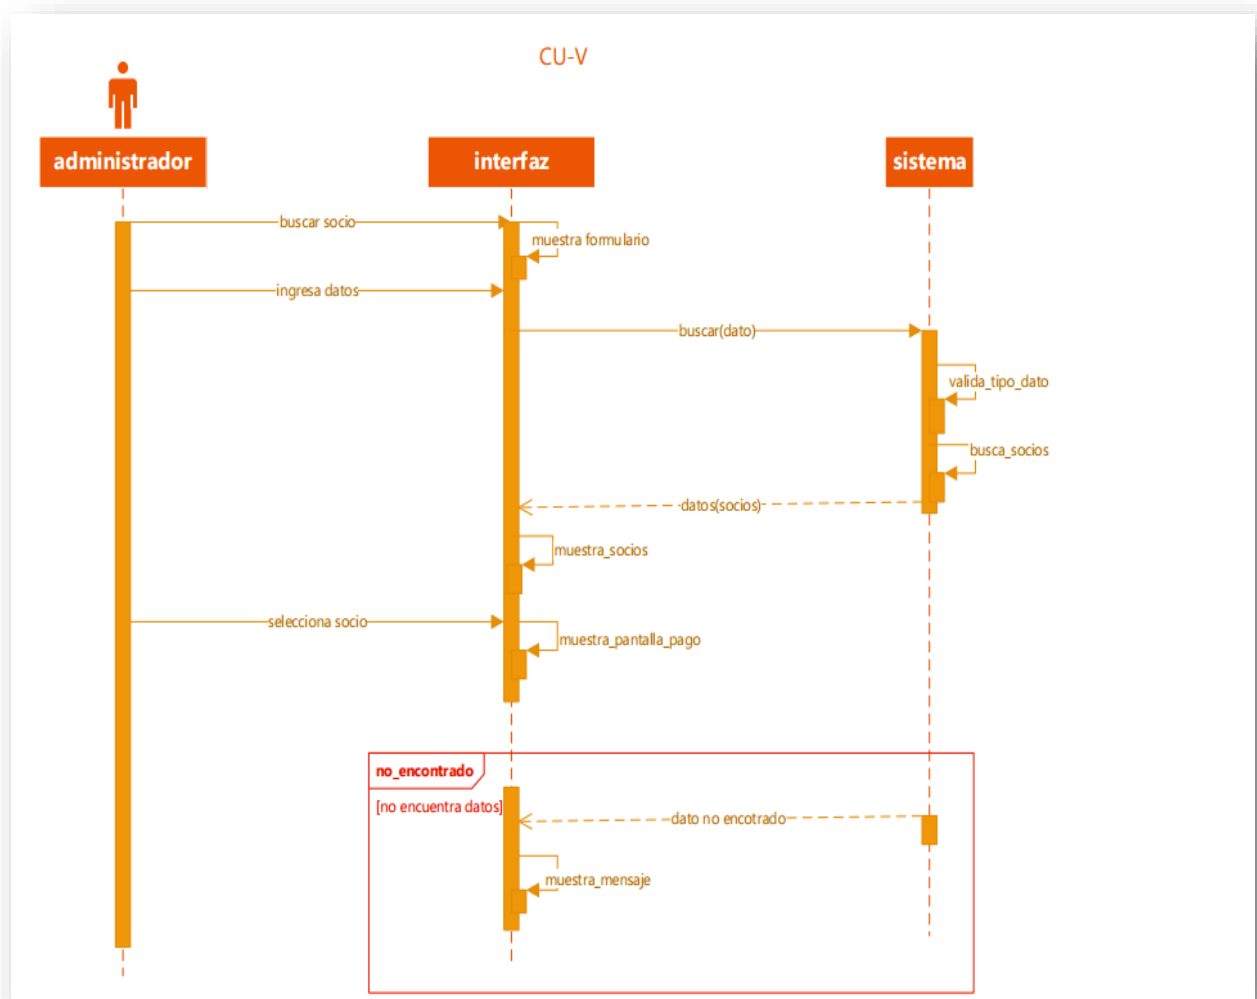 CU-V
administrador
interfaz
sistema
buscar socio
muestra formulario
ingresa datos
buscar(dato)
valida_tipo_dato
busca_socios
datos(socios)
muestra_socios
selecciona socio
muestra_pantalla_pago
no_encontrado
[no encuentra datos]
dato no encotrado
muestra_mensaje